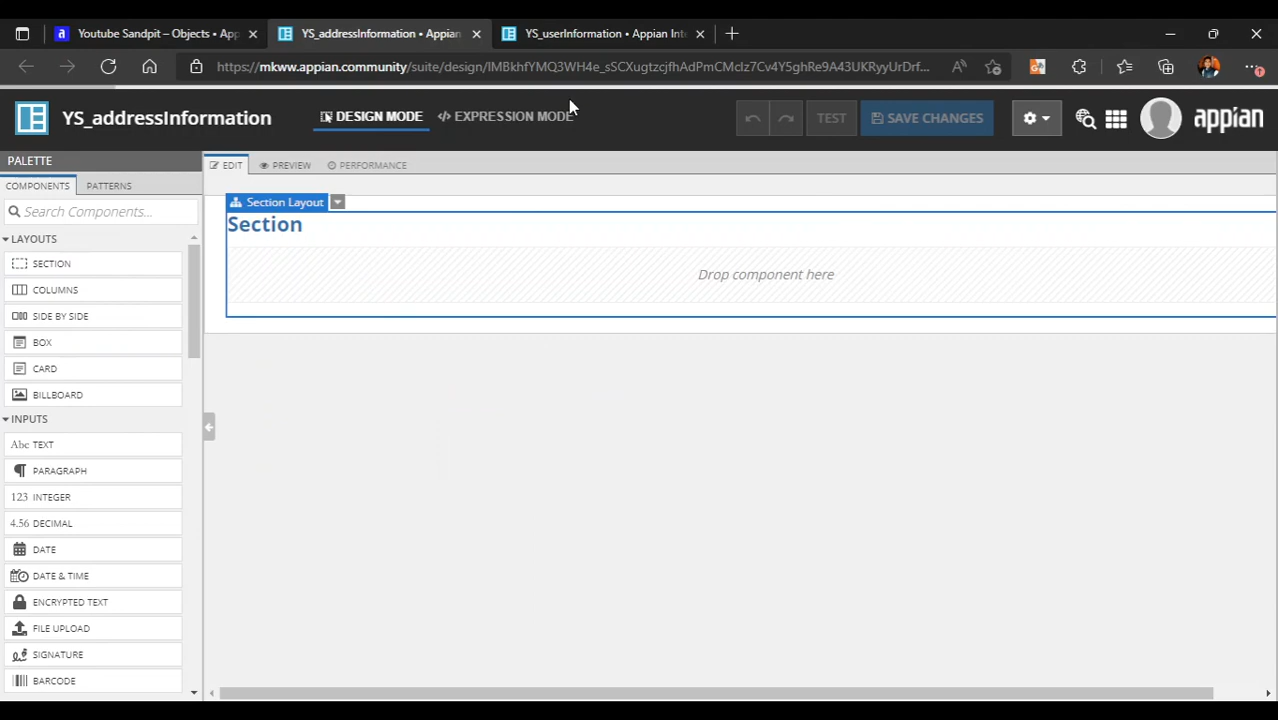 Youtube Sandpit – Objects • App
YS_addressInformation • Appian
YS_userInformation • Appian Inte
https://mkww.appian.community/suite/design/IMBkhfYMQ3WH4e_sSCXugtzcjfhAdPmCMclz7Cv4Y5ghRe9A43UKRyyUrDrf...
YS_addressInformation
DESIGN MODE
EXPRESSION MODE
TEST
SAVE CHANGES
appian
PALETTE
EDIT
PREVIEW
PERFORMANCE
COMPONENTS
PATTERNS
Search Components...
LAYOUTS
SECTION
COLUMNS
SIDE BY SIDE
BOX
CARD
BILLBOARD
INPUTS
Abc TEXT
PARAGRAPH
123 INTEGER
4.56 DECIMAL
DATE
DATE & TIME
ENCRYPTED TEXT
FILE UPLOAD
SIGNATURE
BARCODE
Section Layout
Section
Drop component here